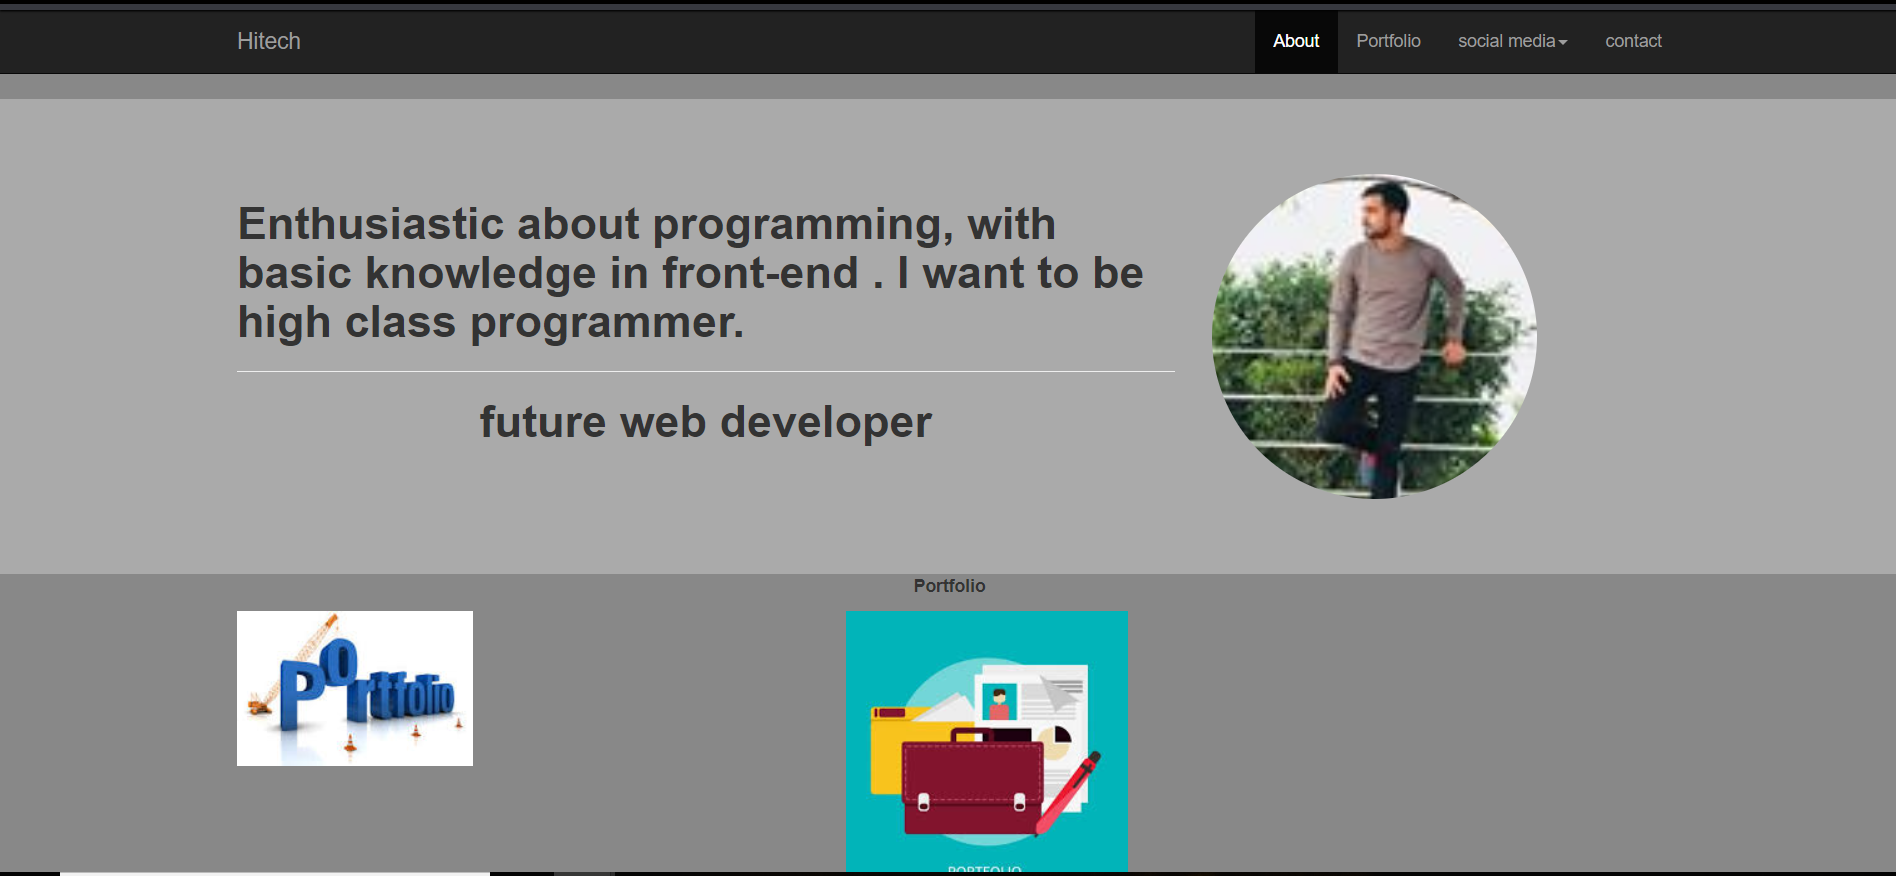 Hitech
About
Portfolio
social media
contact
Enthusiastic about programming, with
basic knowledge in front-end . I want to be
high class programmer.
future web developer
Portfolio
Portfolio
PORTFOLIO